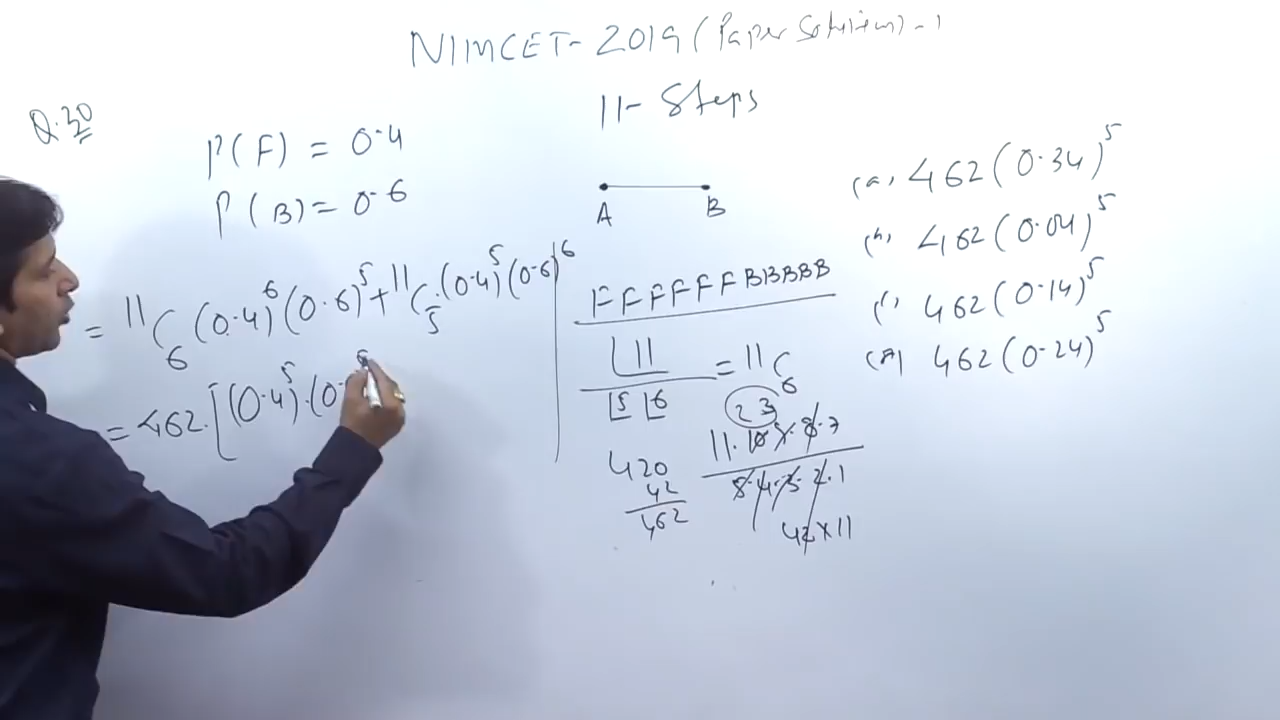 NIMCET-2019 (Paper Solution)-1
Q.30
11- Steps
P(F) = 0.4
P(B) = 0.6
A B
= 11C6 (0.4)^6 (0.6)^5 + 11C5 . (0.4)^5 (0.6)^6
= 462 . [(0.4)^5 . (0.
F F F F F F B B B B B
⌊11 / ⌊5 ⌊6 = 11C6
2 3
11. 10. 9. 8. 7
5. 4. 3. 2. 1
42 × 11
420
42
462
(a) 462 (0.34)^5
(b) 462 (0.04)^5
(c) 462 (0.14)^5
(d) 462 (0.24)^5